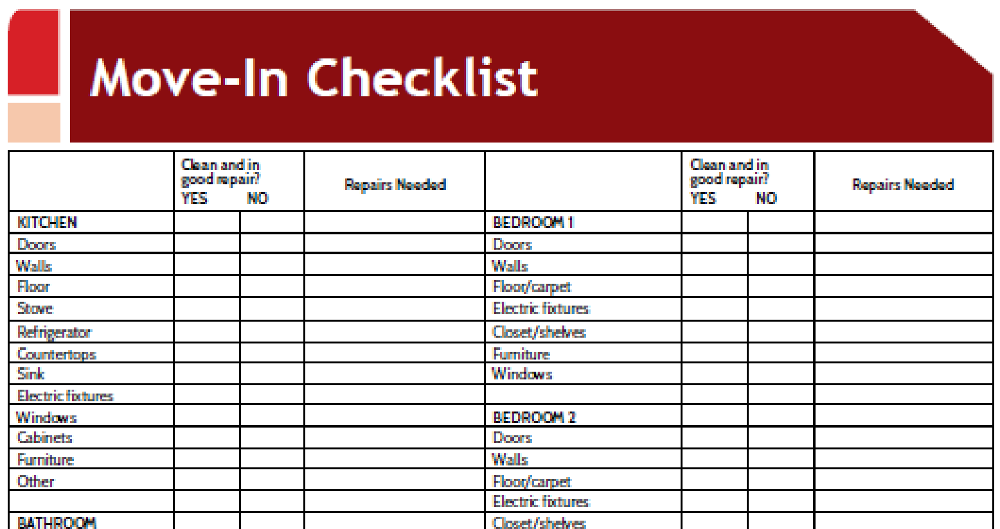 Move-In Checklist
Clean and in good repair? YES NO Repairs Needed Clean and in good repair? YES NO Repairs Needed
KITCHEN BEDROOM 1
Doors Doors
Walls Walls
Floor Floor/carpet
Stove Electric fixtures
Refrigerator Closet/shelves
Countertops Furniture
Sink Windows
Electric fixtures
Windows BEDROOM 2
Cabinets Doors
Furniture Walls
Other Floor/carpet
Electric fixtures
BATHROOM Closet/shelves